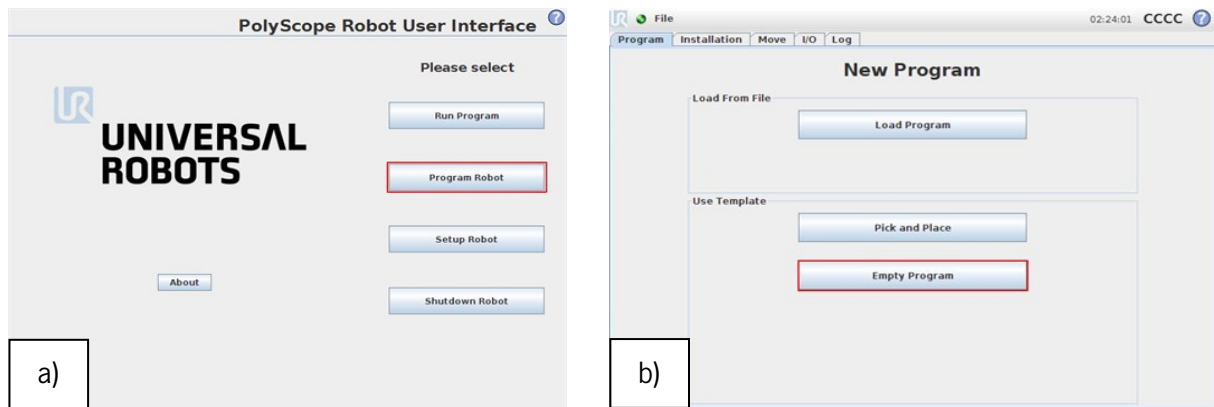 PolyScope Robot User Interface ?
Please select
UR
UNIVERSAL
ROBOTS
Run Program
Program Robot
Setup Robot
About
Shutdown Robot
a)
UR File 02:24:01 CCCC ?
Program Installation Move I/O Log
New Program
Load From File
Load Program
Use Template
Pick and Place
Empty Program
b)